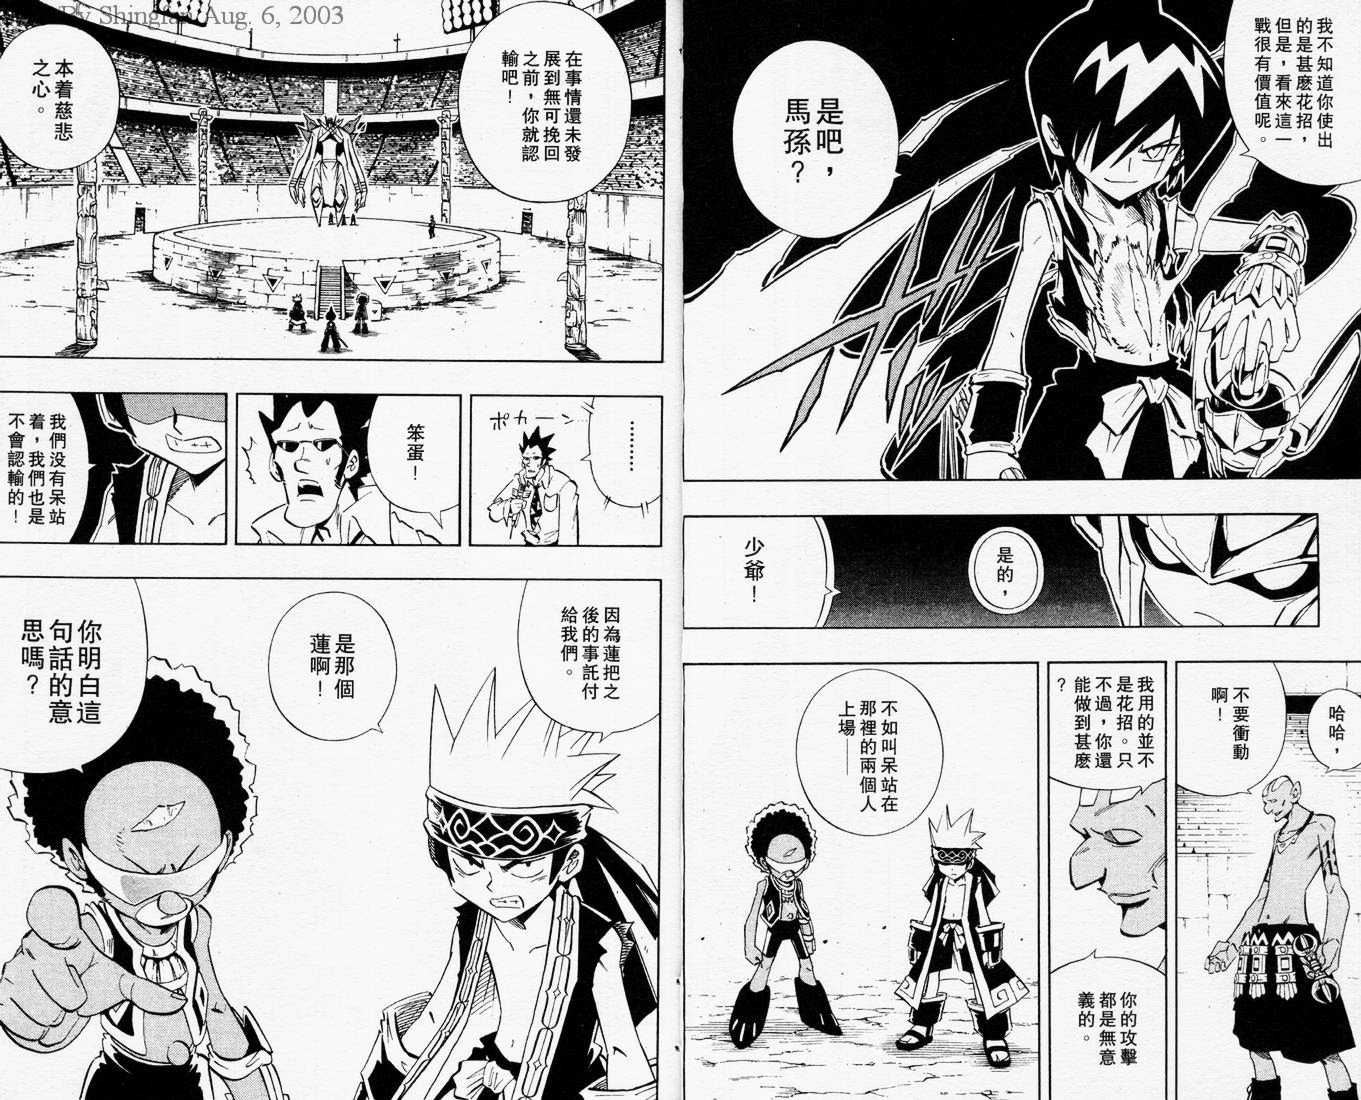 By Shingian Aug. 6, 2003
我不知道你使出
的是甚麽花招，
但是，看來這一
戰很有價值呢。
是吧，
馬孫？
是的，
少爺！
哈哈，
不要衝動
啊！
我用的並不
是花招。只
不過，你還
能做到甚麽
？
你的攻擊
都是無意
義的。
不如叫呆站在
那裡的兩個人
上場——
在事情還未發
展到無可挽回
之前，你就認
輸吧！
本着慈悲
之心。
………
ポカーン
笨蛋！
我們没有呆站
着，我們也是
不會認輸的！
因為蓮把之
後的事託付
給我們。
是那個
蓮啊！
你明白這
句話的意
思嗎？